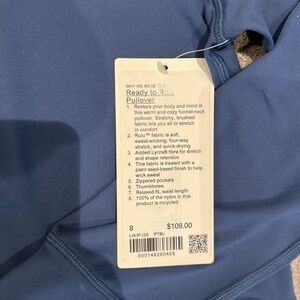 WHY WE MADE THIS
Ready to Rulu
Pullover
1. Restore your body and mind in
this warm and cozy funnel-neck
pullover. Stretchy, brushed
fabric lets you sit or stretch
in comfort
2. Rulu™ fabric is soft,
sweat-wicking, four-way
stretch, and quick-drying
3. Added Lycra® fibre for stretch
and shape retention
4. This fabric is treated with a
plant seed-based finish to help
wick sweat
5. Zippered pockets
6. Thumbholes
7. Relaxed fit, waist length
8. 100% of the nylon in this
product is recycled
8 $108.00
LW3FJ2S PTBL
000148280408